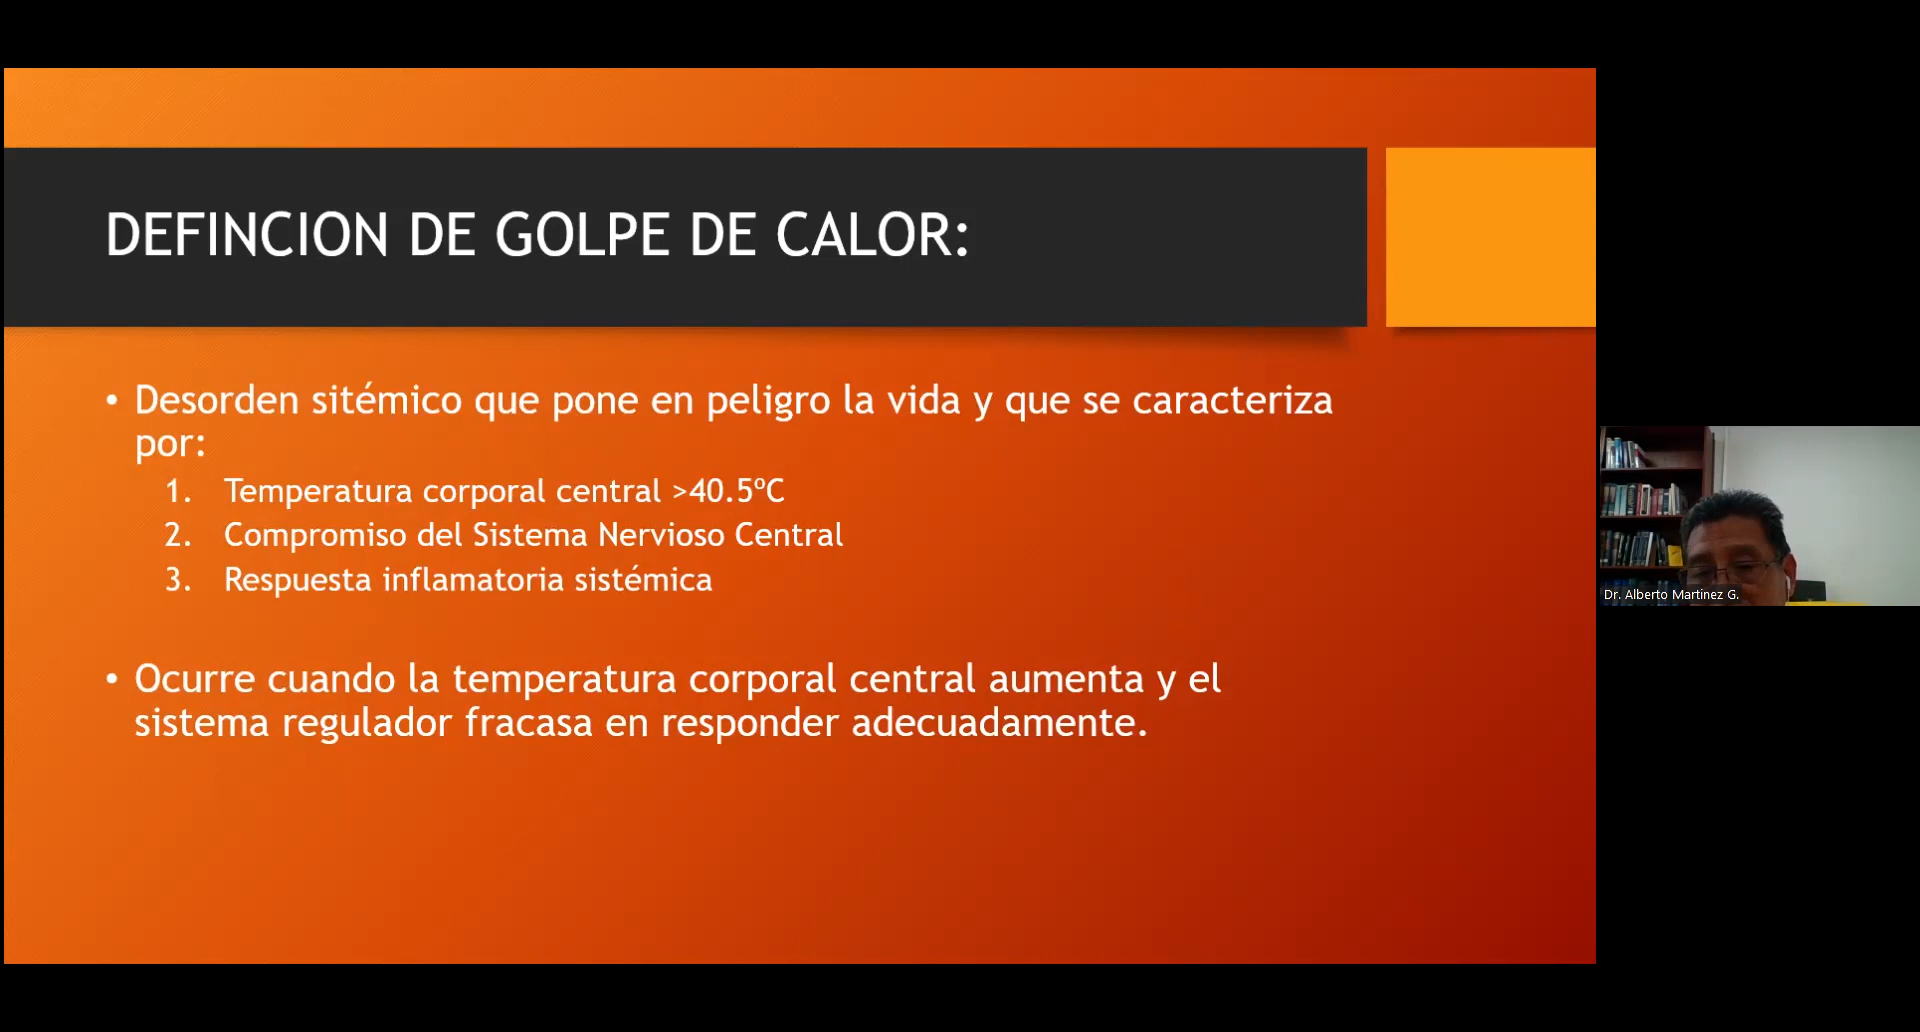 DEFINCION DE GOLPE DE CALOR:
• Desorden sitémico que pone en peligro la vida y que se caracteriza
por:
1. Temperatura corporal central >40.5ºC
2. Compromiso del Sistema Nervioso Central
3. Respuesta inflamatoria sistémica
• Ocurre cuando la temperatura corporal central aumenta y el
sistema regulador fracasa en responder adecuadamente.
Dr. Alberto Martinez G.